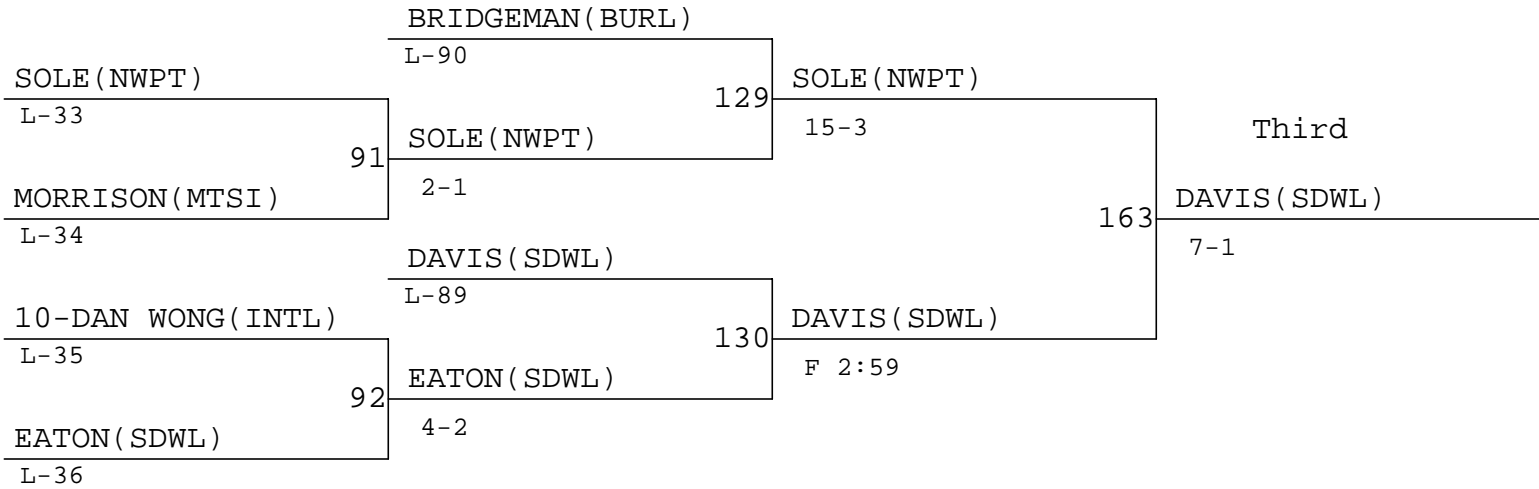 BRIDGEMAN(BURL)
L-90
SOLE(NWPT)
L-33
129
SOLE(NWPT)
15-3
Third
91
SOLE(NWPT)
2-1
MORRISON(MTSI)
L-34
163
DAVIS(SDWL)
7-1
DAVIS(SDWL)
L-89
10-DAN WONG(INTL)
L-35
130
DAVIS(SDWL)
F 2:59
92
EATON(SDWL)
4-2
EATON(SDWL)
L-36